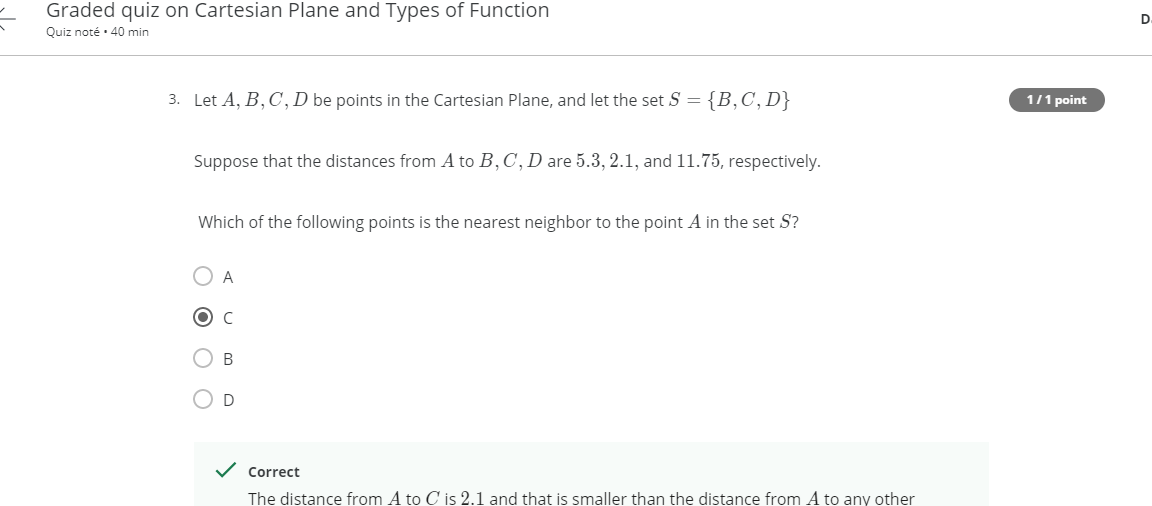 Graded quiz on Cartesian Plane and Types of Function
Quiz noté • 40 min
3. Let A, B, C, D be points in the Cartesian Plane, and let the set S = {B, C, D}
1 / 1 point
Suppose that the distances from A to B, C, D are 5.3, 2.1, and 11.75, respectively.
Which of the following points is the nearest neighbor to the point A in the set S?
A
C
B
D
Correct
The distance from A to C is 2.1 and that is smaller than the distance from A to any other